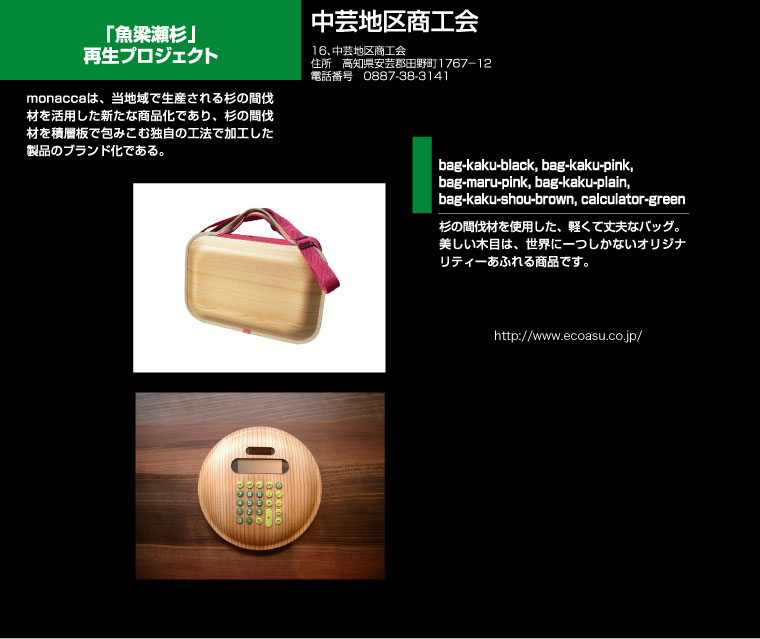 「魚梁瀬杉」
再生プロジェクト
中芸地区商工会
16、中芸地区商工会
住所　高知県安芸郡田野町1767−12
電話番号　0887-38-3141
monaccaは、当地域で生産される杉の間伐
材を活用した新たな商品化であり、杉の間伐
材を積層板で包みこむ独自の工法で加工した
製品のブランド化である。
bag-kaku-black, bag-kaku-pink,
bag-maru-pink, bag-kaku-plain,
bag-kaku-shou-brown, calculator-green
杉の間伐材を使用した、軽くて丈夫なバッグ。
美しい木目は、世界に一つしかないオリジナ
リティーあふれる商品です。
http://www.ecoasu.co.jp/